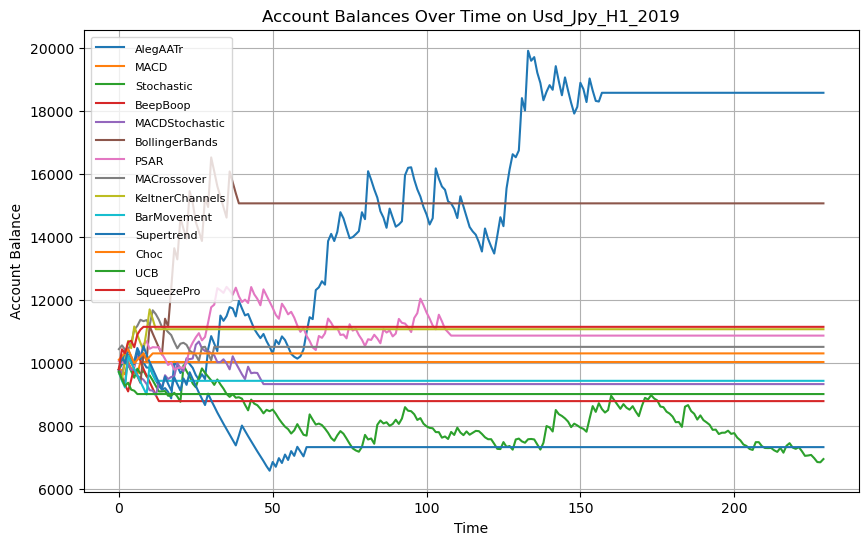 Account Balances Over Time on Usd_Jpy_H1_2019
20000
18000
16000
14000
12000
10000
8000
6000
Account Balance
AlegAATr
MACD
Stochastic
BeepBoop
MACDStochastic
BollingerBands
PSAR
MACrossover
KeltnerChannels
BarMovement
Supertrend
Choc
UCB
SqueezePro
0 50 100 150 200
Time